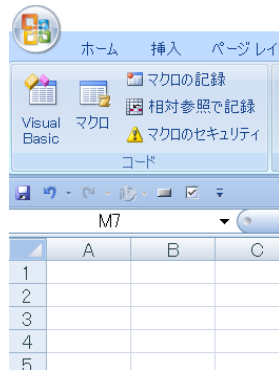 ホーム 挿入 ページ レイ
Visual Basic
マクロ
マクロの記録
相対参照で記録
マクロのセキュリティ
コード
M7
A B C
1
2
3
4
5